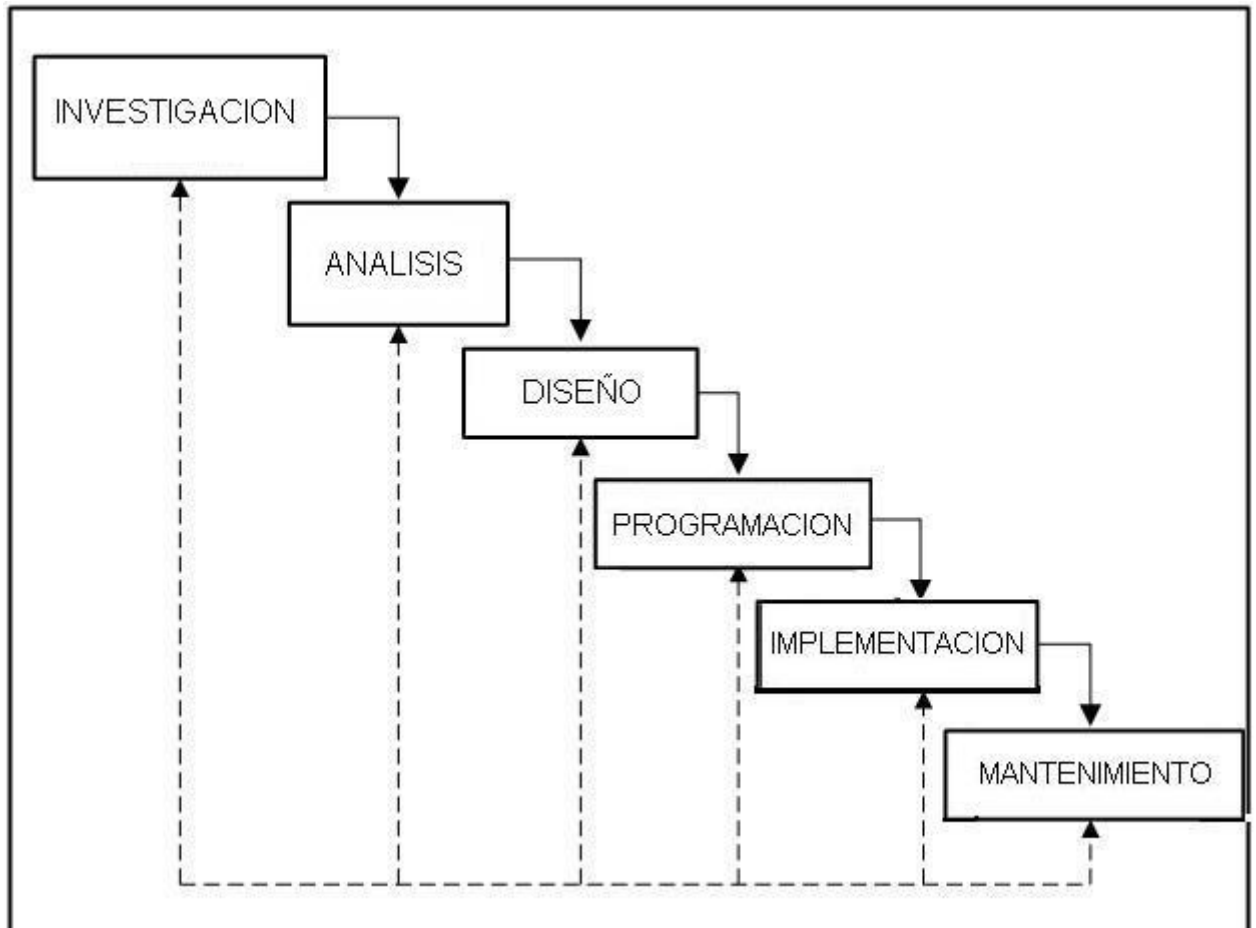 INVESTIGACION
ANALISIS
DISEÑO
PROGRAMACION
IMPLEMENTACION
MANTENIMIENTO